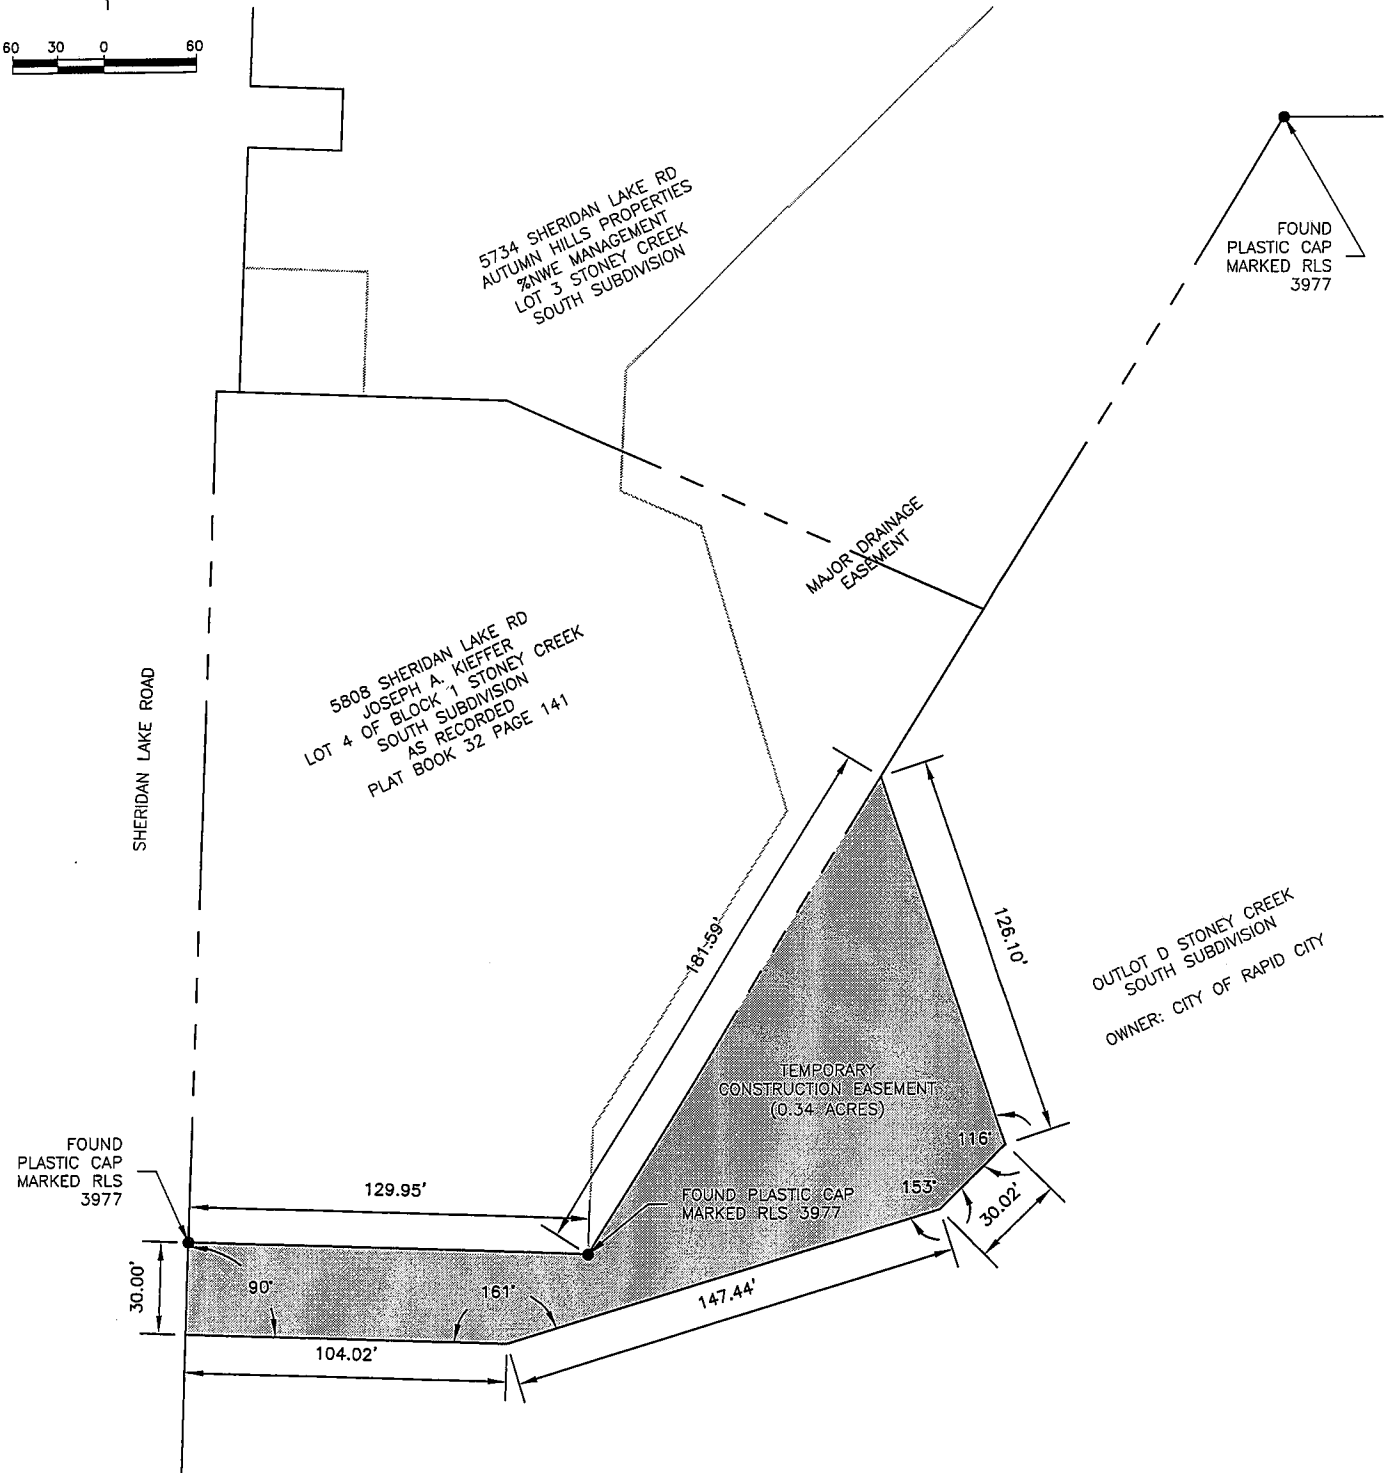 60 30 0 60
5734 SHERIDAN LAKE RD
AUTUMN HILLS PROPERTIES
%NWE MANAGEMENT
LOT 3 STONEY CREEK
SOUTH SUBDIVISION
FOUND
PLASTIC CAP
MARKED RLS
3977
MAJOR DRAINAGE
EASEMENT
5808 SHERIDAN LAKE RD
JOSEPH A. KIEFFER
LOT 4 OF BLOCK 1 STONEY CREEK
SOUTH SUBDIVISION
AS RECORDED
PLAT BOOK 32 PAGE 141
SHERIDAN LAKE ROAD
181.59'
126.10'
OUTLOT D STONEY CREEK
SOUTH SUBDIVISION
OWNER: CITY OF RAPID CITY
TEMPORARY
CONSTRUCTION EASEMENT
(0.34 ACRES)
116°
153°
30.02'
FOUND
PLASTIC CAP
MARKED RLS
3977
129.95'
FOUND PLASTIC CAP
MARKED RLS 3977
30.00'
90°
161°
147.44'
104.02'